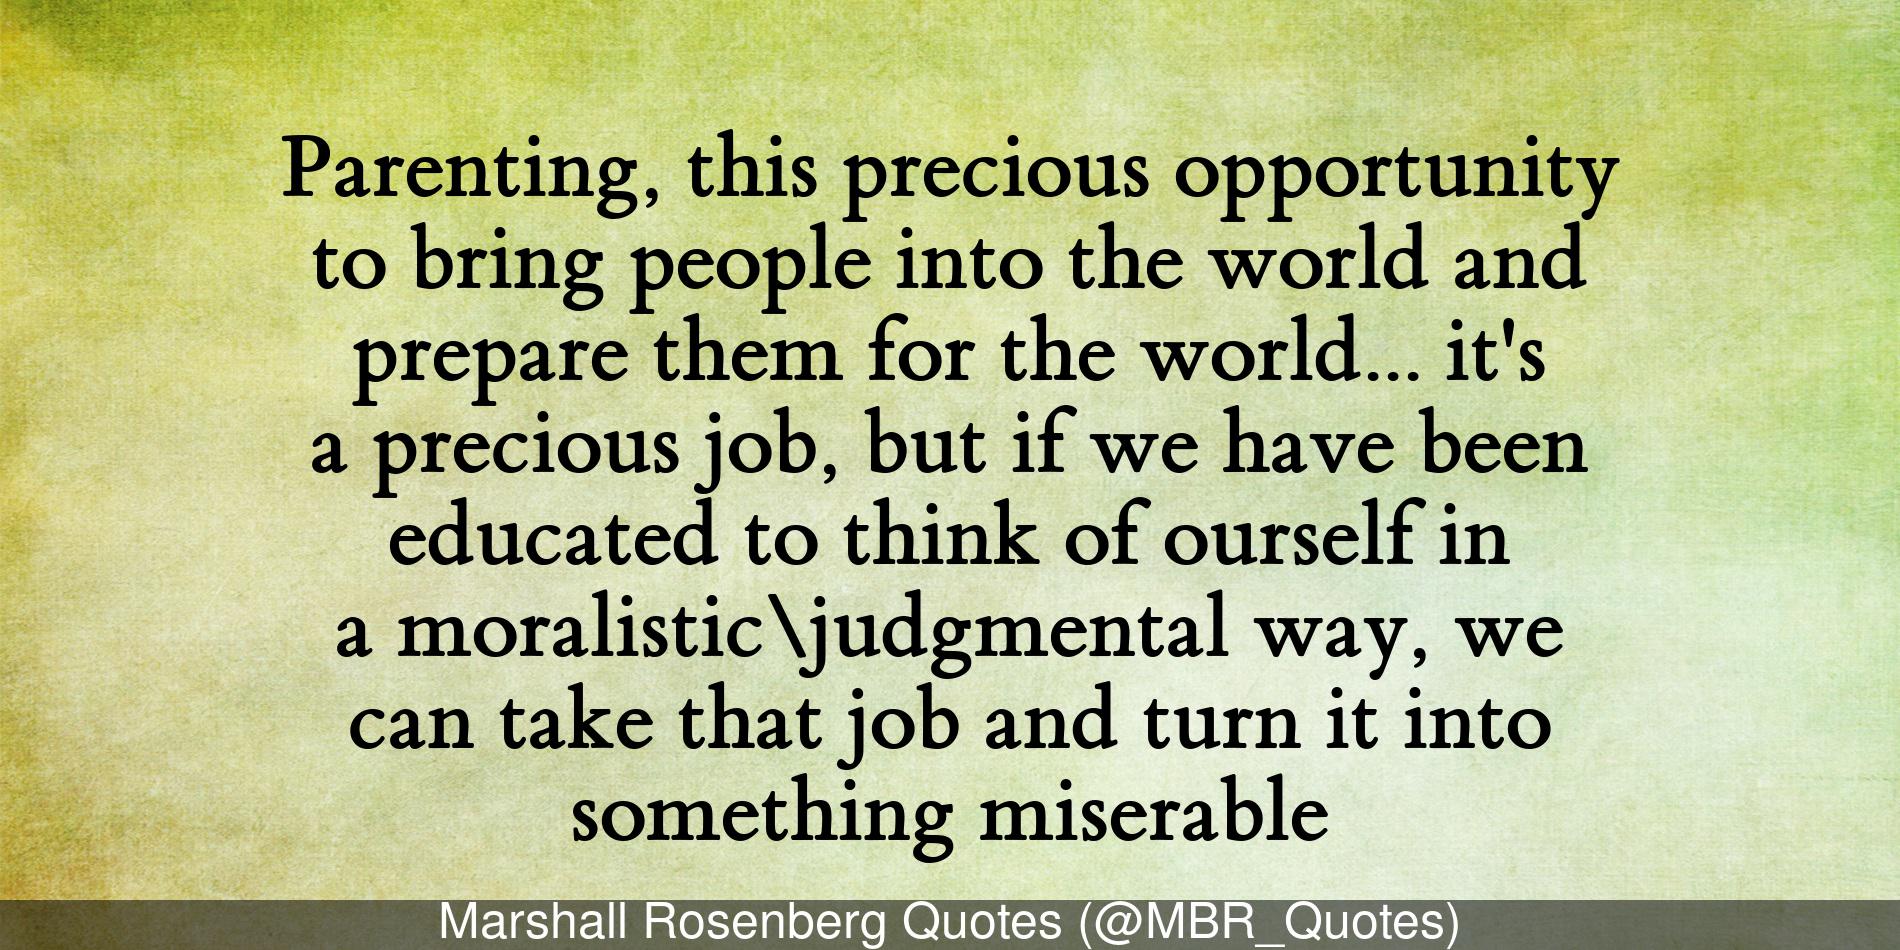 Parenting, this precious opportunity
to bring people into the world and
prepare them for the world... it's
a precious job, but if we have been
educated to think of ourself in
a moralistic\judgmental way, we
can take that job and turn it into
something miserable
Marshall Rosenberg Quotes (@MBR_Quotes)